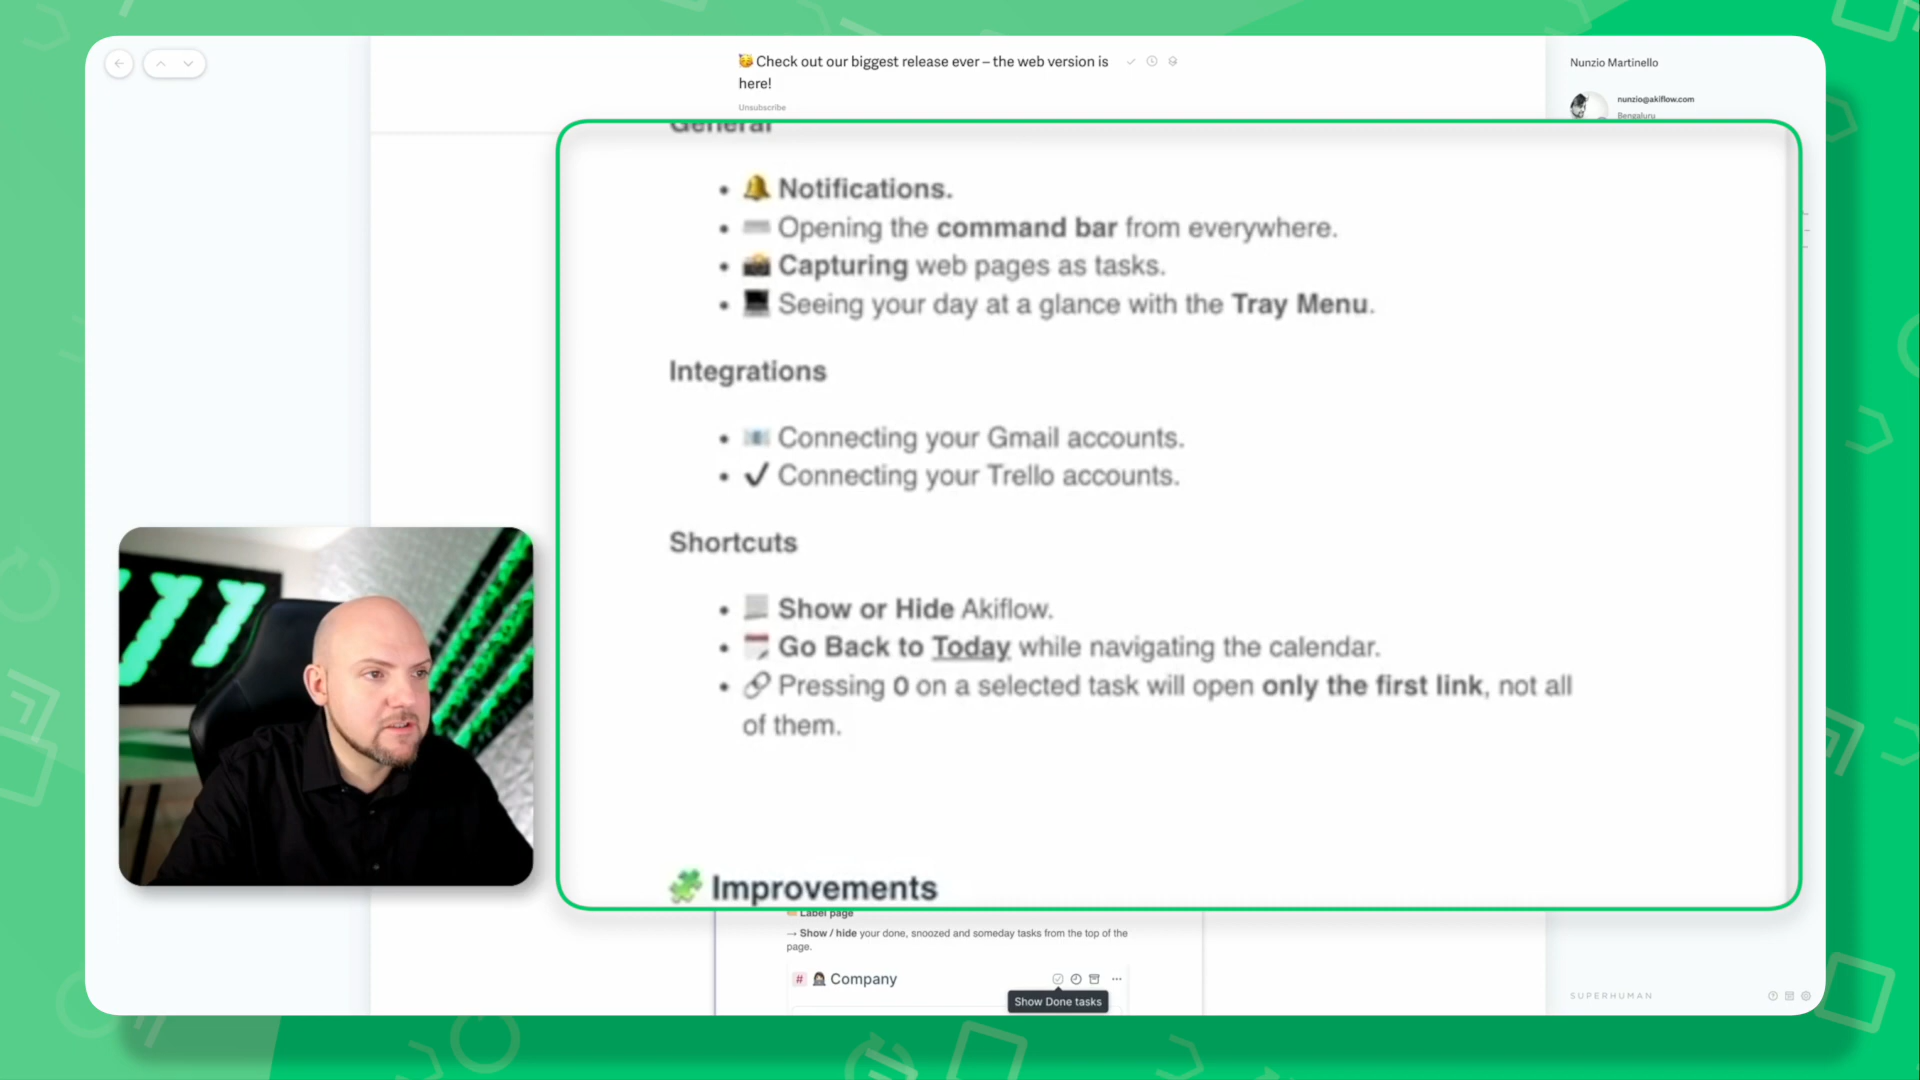 🥳 Check out our biggest release ever – the web version is
here!
Unsubscribe
Nunzio Martinello
nunzio@akiflow.com
Bengaluru
General
• 🔔 Notifications.
• ⌨️ Opening the command bar from everywhere.
• 📸 Capturing web pages as tasks.
• 💻 Seeing your day at a glance with the Tray Menu.
Integrations
• 📧 Connecting your Gmail accounts.
• ✔️ Connecting your Trello accounts.
Shortcuts
• Show or Hide Akiflow.
• 📅 Go Back to Today while navigating the calendar.
• 🔗 Pressing 0 on a selected task will open only the first link, not all
of them.
🧩 Improvements
Label page
→ Show / hide your done, snoozed and someday tasks from the top of the
page.
# Company
Show Done tasks
SUPERHUMAN